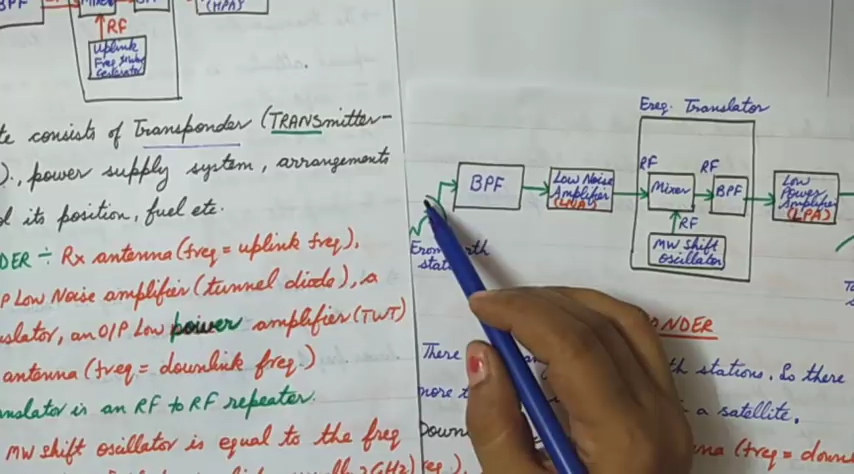 BPF
Mixer
(HPA)
RF
Uplink
Freq
te consists of Transponder (TRANSmitter-
), power supply system, arrangements
ol its position, fuel etc.
DER ÷ Rx antenna (freq = uplink freq),
P Low Noise amplifier (tunnel diode), a
nslator, an O/P Low power amplifier (TWT)
antenna (freq = downlink freq.)
nslator is an RF to RF repeater.
MW shift oscillator is equal to the freq
Freq. Translator
BPF
Low Noise
Amplifier
(LNA)
RF
Mixer
RF
BPF
Low
Power
Amplifier
(LPA)
RF
MW Shift
oscillator
From
stat
ONDER
There
th stations. So there
more t
a satellite.
Down
na (freq = down